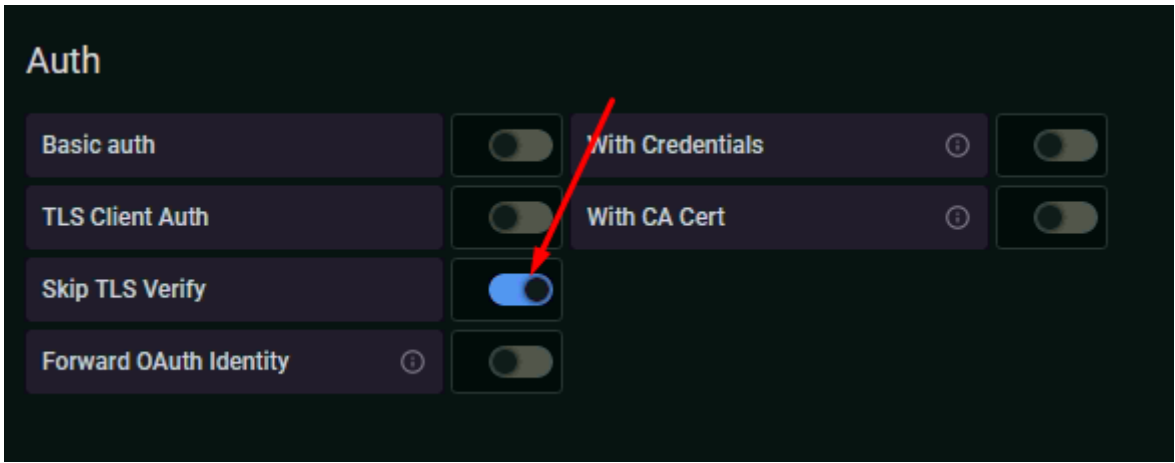 Auth
Basic auth
With Credentials
TLS Client Auth
With CA Cert
Skip TLS Verify
Forward OAuth Identity